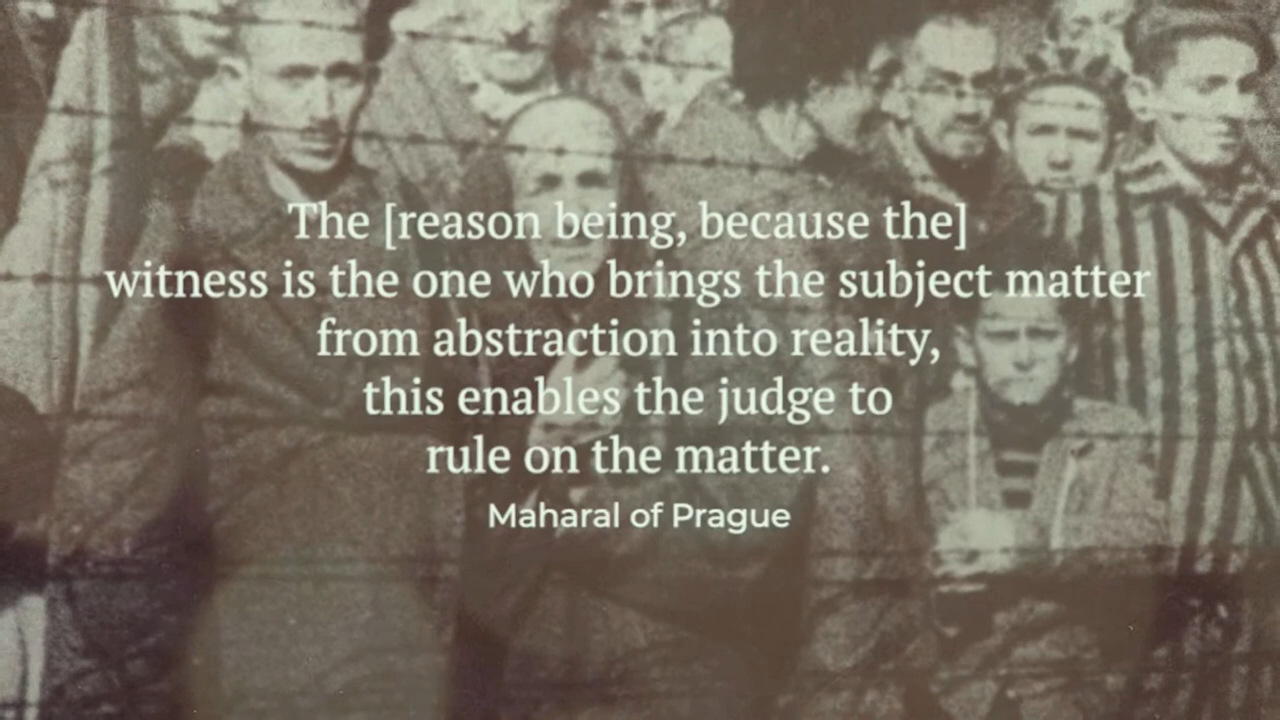 The [reason being, because the]
witness is the one who brings the subject matter
from abstraction into reality,
this enables the judge to
rule on the matter.
Maharal of Prague